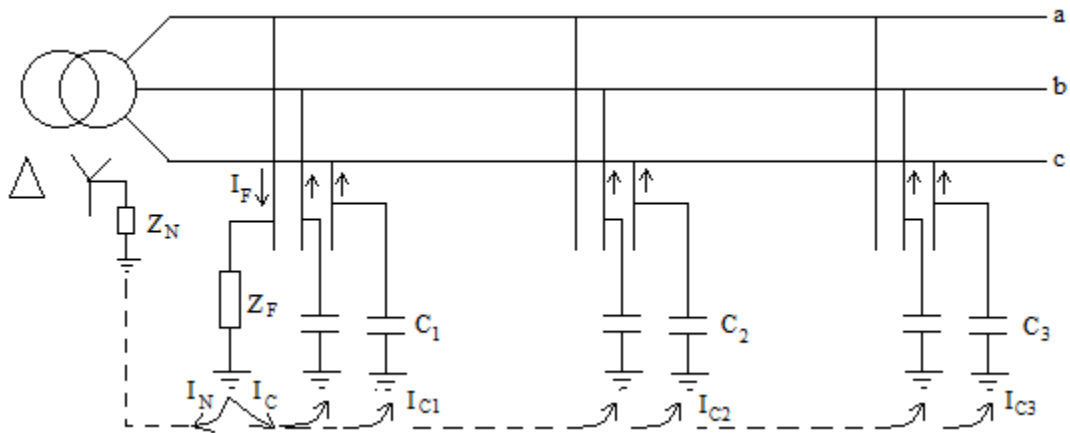 a
b
c
I_F
Z_N
Z_F
C_1
C_2
C_3
I_N
I_C
I_C1
I_C2
I_C3